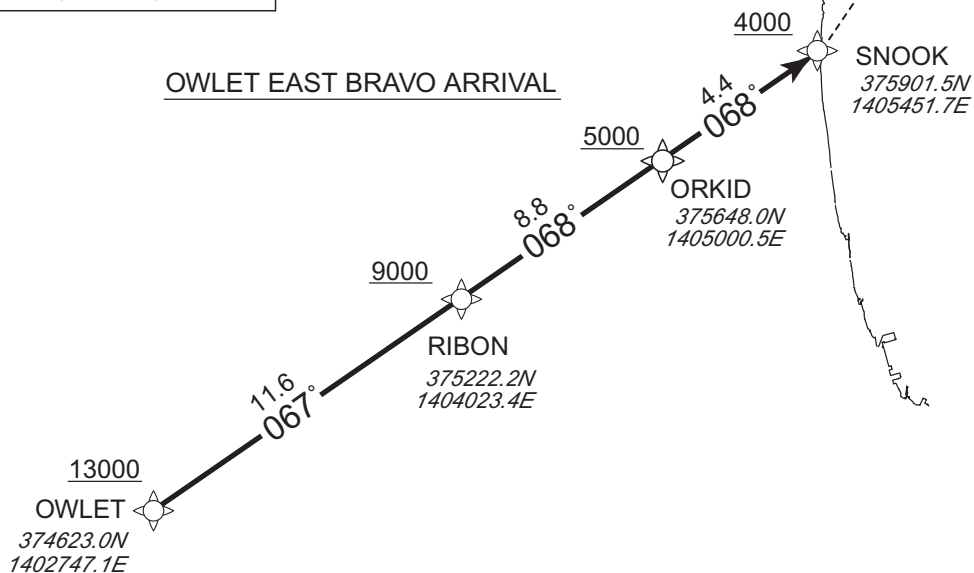 OWLET EAST BRAVO ARRIVAL
4000
SNOOK
375901.5N
1405451.7E
4.4
068°
5000
ORKID
375648.0N
1405000.5E
8.8
068°
9000
RIBON
375222.2N
1404023.4E
11.6
067°
13000
OWLET
374623.0N
1402747.1E